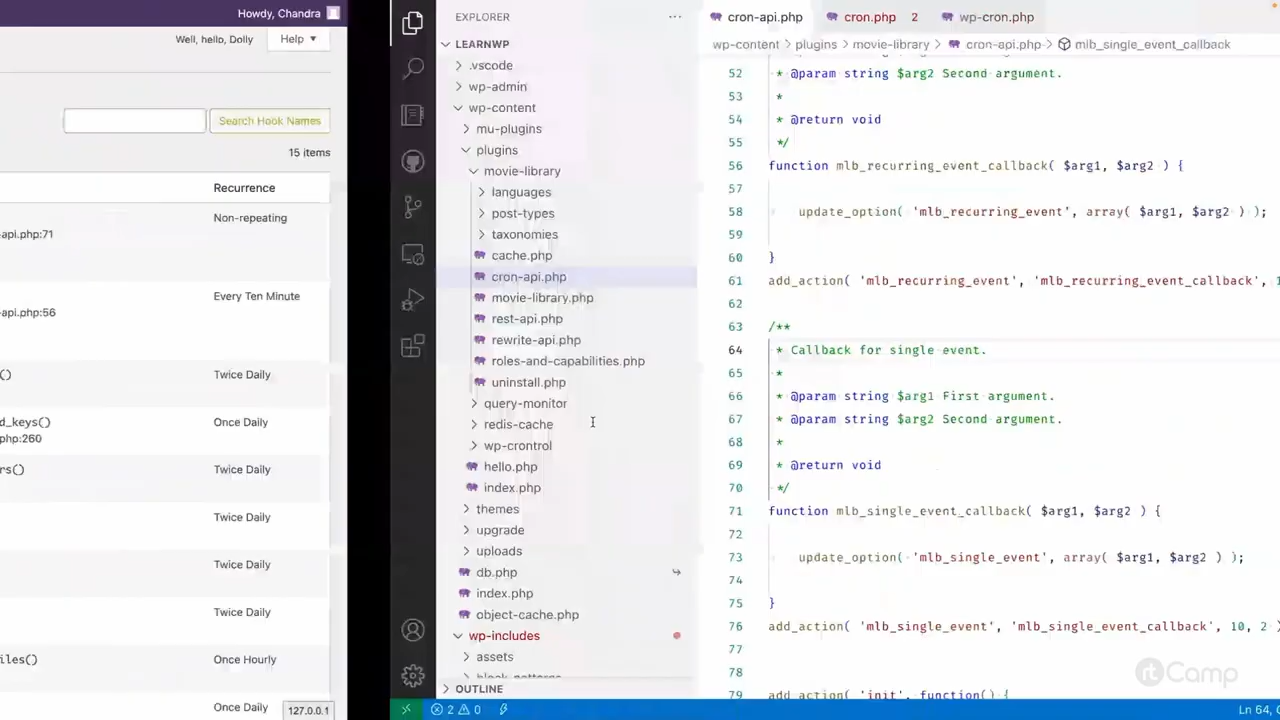 Howdy, Chandra
Well, hello, Dolly
Help ▼
Search Hook Names
15 items
Recurrence
Non-repeating
-api.php:71
Every Ten Minute
-api.php:56
()
Twice Daily
d_keys()
php:260
Once Daily
rs()
Twice Daily
Twice Daily
Twice Daily
Twice Daily
iles()
Once Hourly
Once Daily
127.0.0.1
EXPLORER
LEARNWP
.vscode
wp-admin
wp-content
mu-plugins
plugins
movie-library
languages
post-types
taxonomies
cache.php
cron-api.php
movie-library.php
rest-api.php
rewrite-api.php
roles-and-capabilities.php
uninstall.php
query-monitor
redis-cache
wp-crontrol
hello.php
index.php
themes
upgrade
uploads
db.php
index.php
object-cache.php
wp-includes
assets
block-patterns
OUTLINE
cron-api.php
cron.php 2
wp-cron.php
wp-content > plugins > movie-library > cron-api.php > mlb_single_event_callback
52 * @param string $arg2 Second argument.
53 *
54 * @return void
55 */
56 function mlb_recurring_event_callback( $arg1, $arg2 ) {
57
58 update_option( 'mlb_recurring_event', array( $arg1, $arg2 ) );
59
60 }
61 add_action( 'mlb_recurring_event', 'mlb_recurring_event_callback', 1
62
63 /**
64 * Callback for single event.
65 *
66 * @param string $arg1 First argument.
67 * @param string $arg2 Second argument.
68 *
69 * @return void
70 */
71 function mlb_single_event_callback( $arg1, $arg2 ) {
72
73 update_option( 'mlb_single_event', array( $arg1, $arg2 ) );
74
75 }
76 add_action( 'mlb_single_event', 'mlb_single_event_callback', 10, 2 )
77
78
79 add_action( 'init', function() {
rtCamp
2 0
Ln 64, C